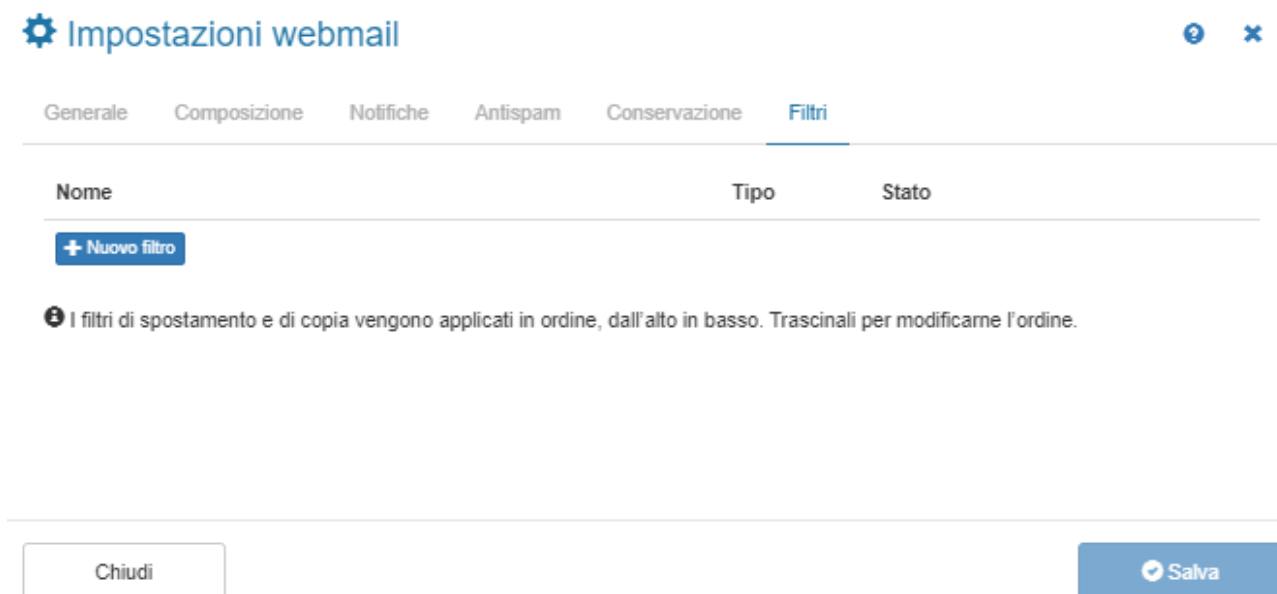 Impostazioni webmail
Generale Composizione Notifiche Antispam Conservazione Filtri
Nome Tipo Stato
Nuovo filtro
I filtri di spostamento e di copia vengono applicati in ordine, dall'alto in basso. Trascinali per modificarne l'ordine.
Chiudi Salva